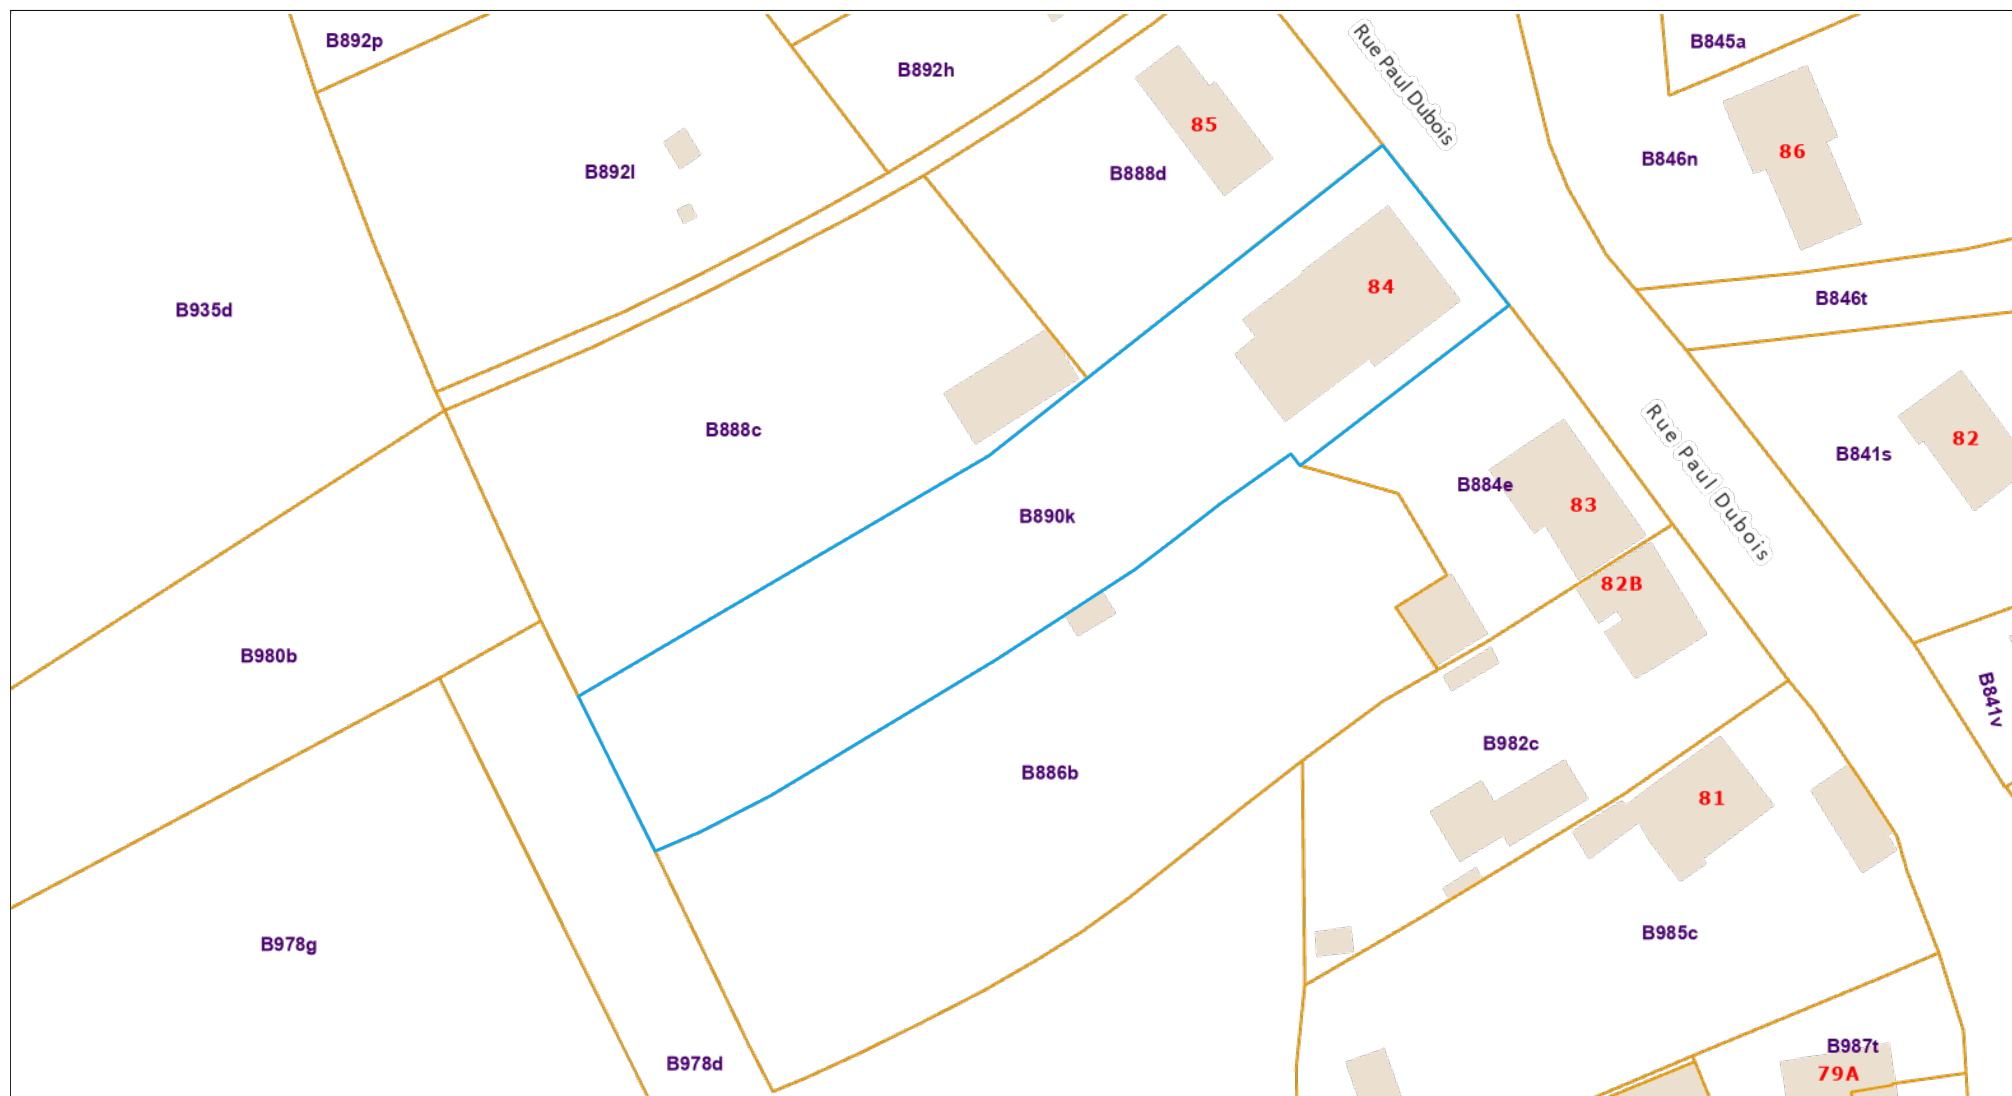 B892p
B845a
Rue Paul Dubois
B892h
85
86
B846n
B892l
B888d
84
B846t
B935d
B888c
Rue Paul Dubois
82
B841s
B884e
83
B890k
82B
B980b
B841v
B982c
B886b
81
B985c
B978g
B987t
B978d
79A